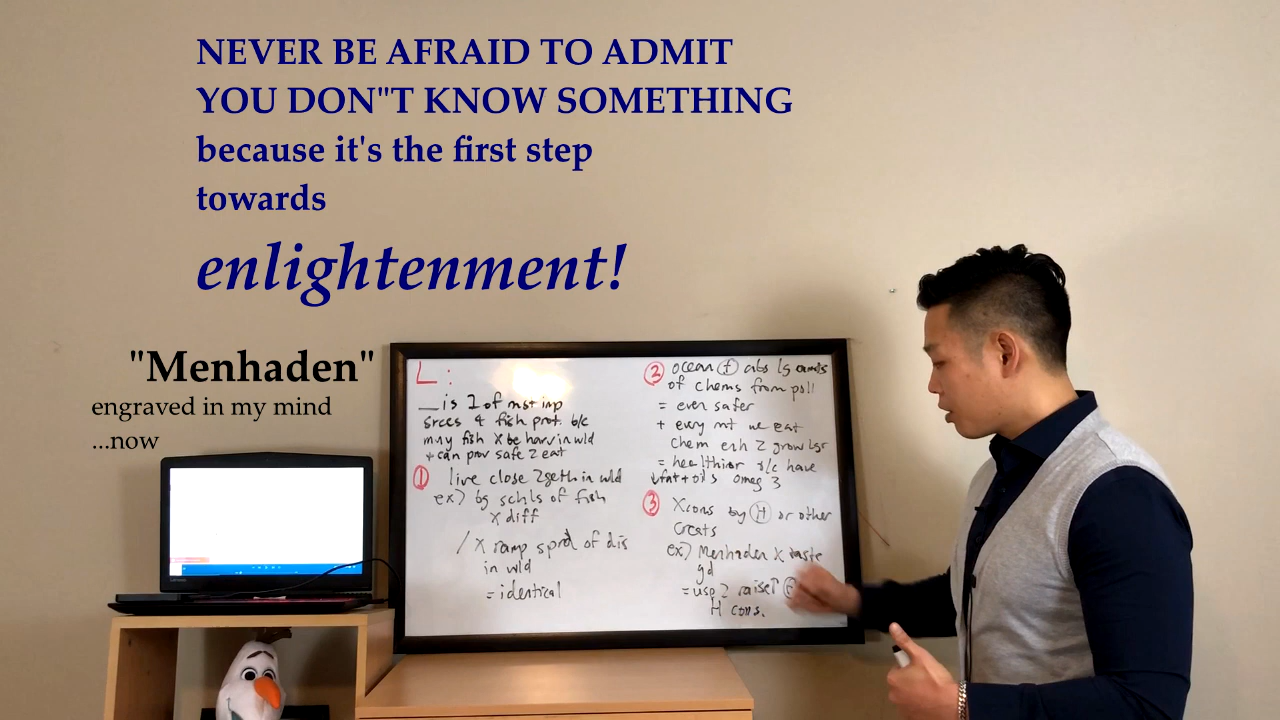 NEVER BE AFRAID TO ADMIT
YOU DON"T KNOW SOMETHING
because it's the first step
towards
enlightenment!
"Menhaden"
engraved in my mind
...now
L:
__is 1 of mst imp
srces 4 fish prot. b/c
mny fish X be harv in wld
+ can prov safe 2 eat
① live close 2geth in wld
ex) bg schls of fish
X diff
/ X ramp sprd of dis
in wld
= identical
② ocean f abs lg amts
of chems from poll
= even safer
+ evry mt we eat
chem enh 2 grow lgr
= healthier b/c have
↓fat + oils omeg 3
③ X cons by H or other
creats
ex) Menhaden X taste
gd
= use 2 raise
H cons.